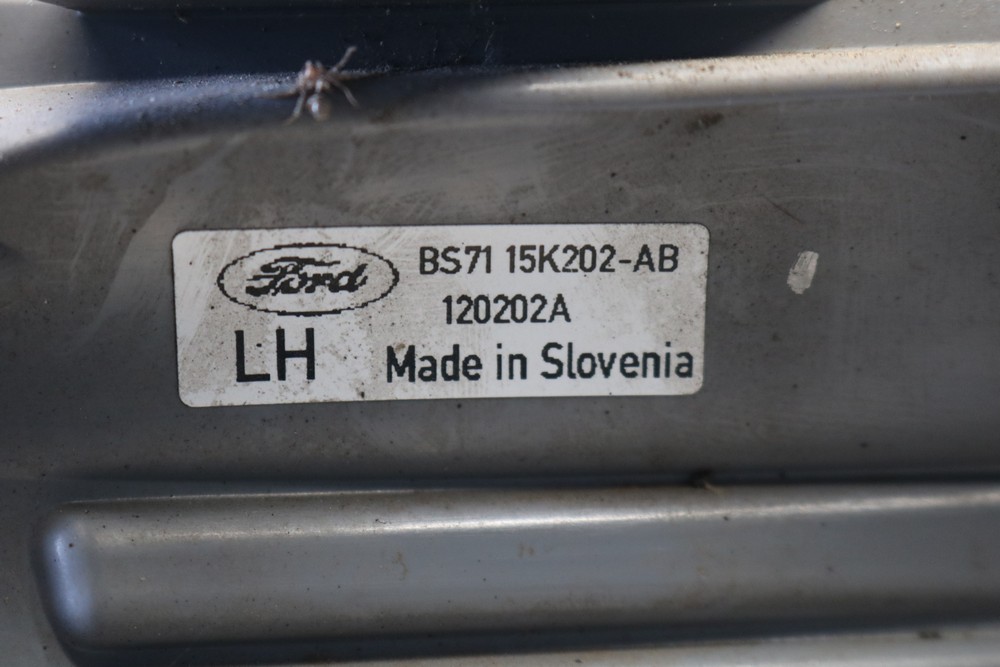 Ford BS71 15K202-AB
120202A
LH Made in Slovenia